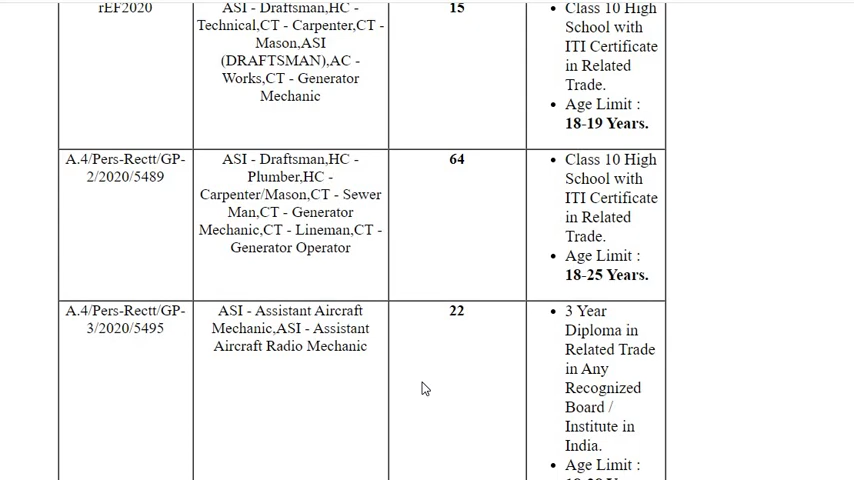 rEF2020
ASI - Draftsman,HC -
Technical,CT - Carpenter,CT -
Mason,ASI
(DRAFTSMAN),AC -
Works,CT - Generator
Mechanic
15
• Class 10 High
School with
ITI Certificate
in Related
Trade.
• Age Limit :
18-19 Years.
A.4/Pers-Rectt/GP-
2/2020/5489
ASI - Draftsman,HC -
Plumber,HC -
Carpenter/Mason,CT - Sewer
Man,CT - Generator
Mechanic,CT - Lineman,CT -
Generator Operator
64
• Class 10 High
School with
ITI Certificate
in Related
Trade.
• Age Limit :
18-25 Years.
A.4/Pers-Rectt/GP-
3/2020/5495
ASI - Assistant Aircraft
Mechanic,ASI - Assistant
Aircraft Radio Mechanic
22
• 3 Year
Diploma in
Related Trade
in Any
Recognized
Board /
Institute in
India.
• Age Limit :